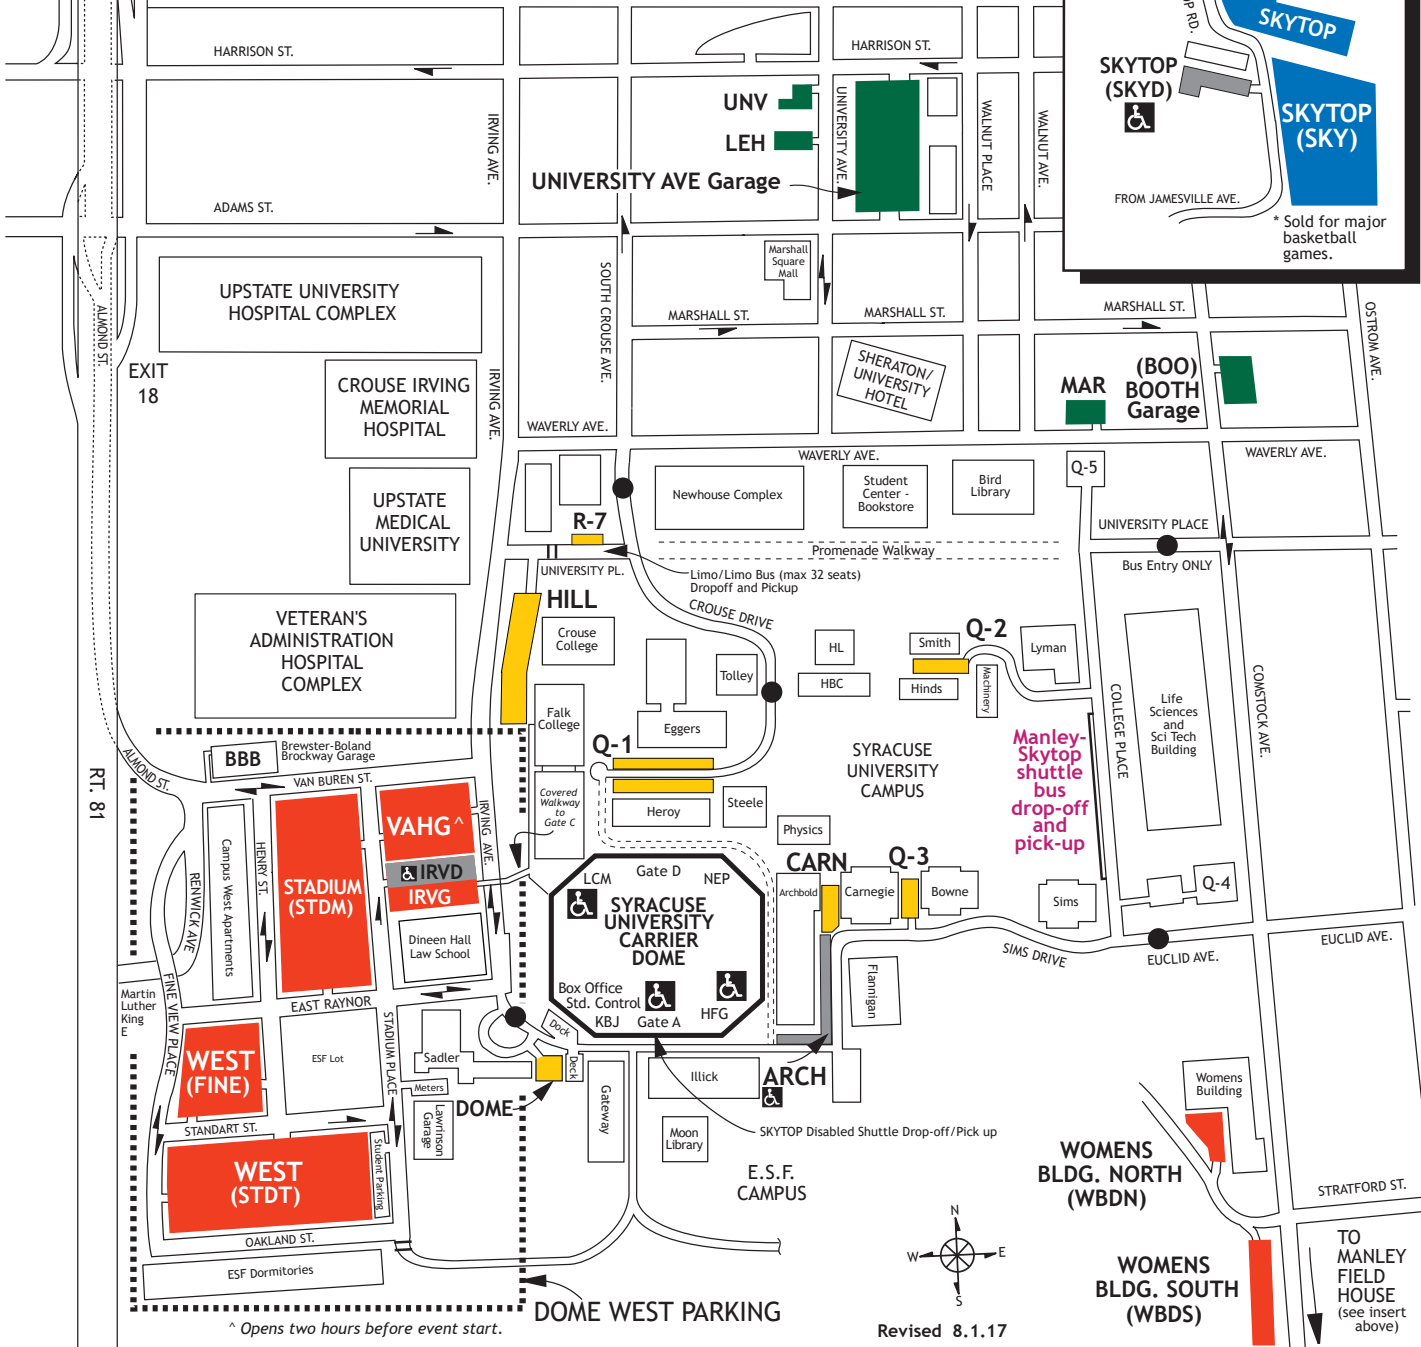 HARRISON ST.
HARRISON ST.
OP RD.
SKYTOP
SKYTOP
(SKYD)
SKYTOP
(SKY)
FROM JAMESVILLE AVE.
* Sold for major
basketball
games.
UNV
LEH
UNIVERSITY AVE Garage
UNIVERSITY AVE.
IRVING AVE.
WALNUT PLACE
WALNUT AVE.
ADAMS ST.
Marshall
Square
Mall
UPSTATE UNIVERSITY
HOSPITAL COMPLEX
SOUTH CROUSE AVE.
MARSHALL ST.
MARSHALL ST.
MARSHALL ST.
OSTROM AVE.
ALMOND ST.
EXIT
18
CROUSE IRVING
MEMORIAL
HOSPITAL
IRVING AVE.
SHERATON/
UNIVERSITY
HOTEL
MAR
(BOO)
BOOTH
Garage
WAVERLY AVE.
WAVERLY AVE.
WAVERLY AVE.
UPSTATE
MEDICAL
UNIVERSITY
Newhouse Complex
Student
Center -
Bookstore
Bird
Library
Q-5
R-7
UNIVERSITY PLACE
Promenade Walkway
Bus Entry ONLY
UNIVERSITY PL.
Limo/Limo Bus (max 32 seats)
Dropoff and Pickup
HILL
CROUSE DRIVE
VETERAN'S
ADMINISTRATION
HOSPITAL
COMPLEX
Crouse
College
Tolley
HL
HBC
Smith
Q-2
Hinds
Machinery
Lyman
COLLEGE PLACE
Life
Sciences
and
Sci Tech
Building
COMSTOCK AVE.
Falk
College
Eggers
Q-1
Manley-
Skytop
shuttle
bus
drop-off
and
pick-up
SYRACUSE
UNIVERSITY
CAMPUS
BBB
Brewster-Boland
Brockway Garage
VAN BUREN ST.
ALMOND ST.
RT. 81
Covered
Walkway
to
Gate C
Heroy
Steele
Physics
VAHG ^
IRVING AVE.
IRVD
IRVG
STADIUM
(STDM)
Campus West Apartments
HENRY ST.
RENWICK AVE
Dineen Hall
Law School
LCM
Gate D
NEP
SYRACUSE
UNIVERSITY
CARRIER
DOME
Box Office
Std. Control
KBJ
Gate A
HFG
CARN
Archbold
Carnegie
Q-3
Bowne
Sims
Q-4
SIMS DRIVE
EUCLID AVE.
EUCLID AVE.
Flannigan
Martin
Luther
King
E
FINE VIEW PLACE
EAST RAYNOR
STADIUM PLACE
WEST
(FINE)
ESF Lot
Sadler
Meters
Dock
Deck
DOME
Lawrinson
Garage
Gateway
Illick
ARCH
Womens
Building
STANDART ST.
WEST
(STDT)
Student Parking
Moon
Library
SKYTOP Disabled Shuttle Drop-off/Pick up
E.S.F.
CAMPUS
WOMENS
BLDG. NORTH
(WBDN)
STRATFORD ST.
OAKLAND ST.
ESF Dormitories
N
W
E
S
WOMENS
BLDG. SOUTH
(WBDS)
TO
MANLEY
FIELD
HOUSE
(see insert
above)
DOME WEST PARKING
^ Opens two hours before event start.
Revised 8.1.17